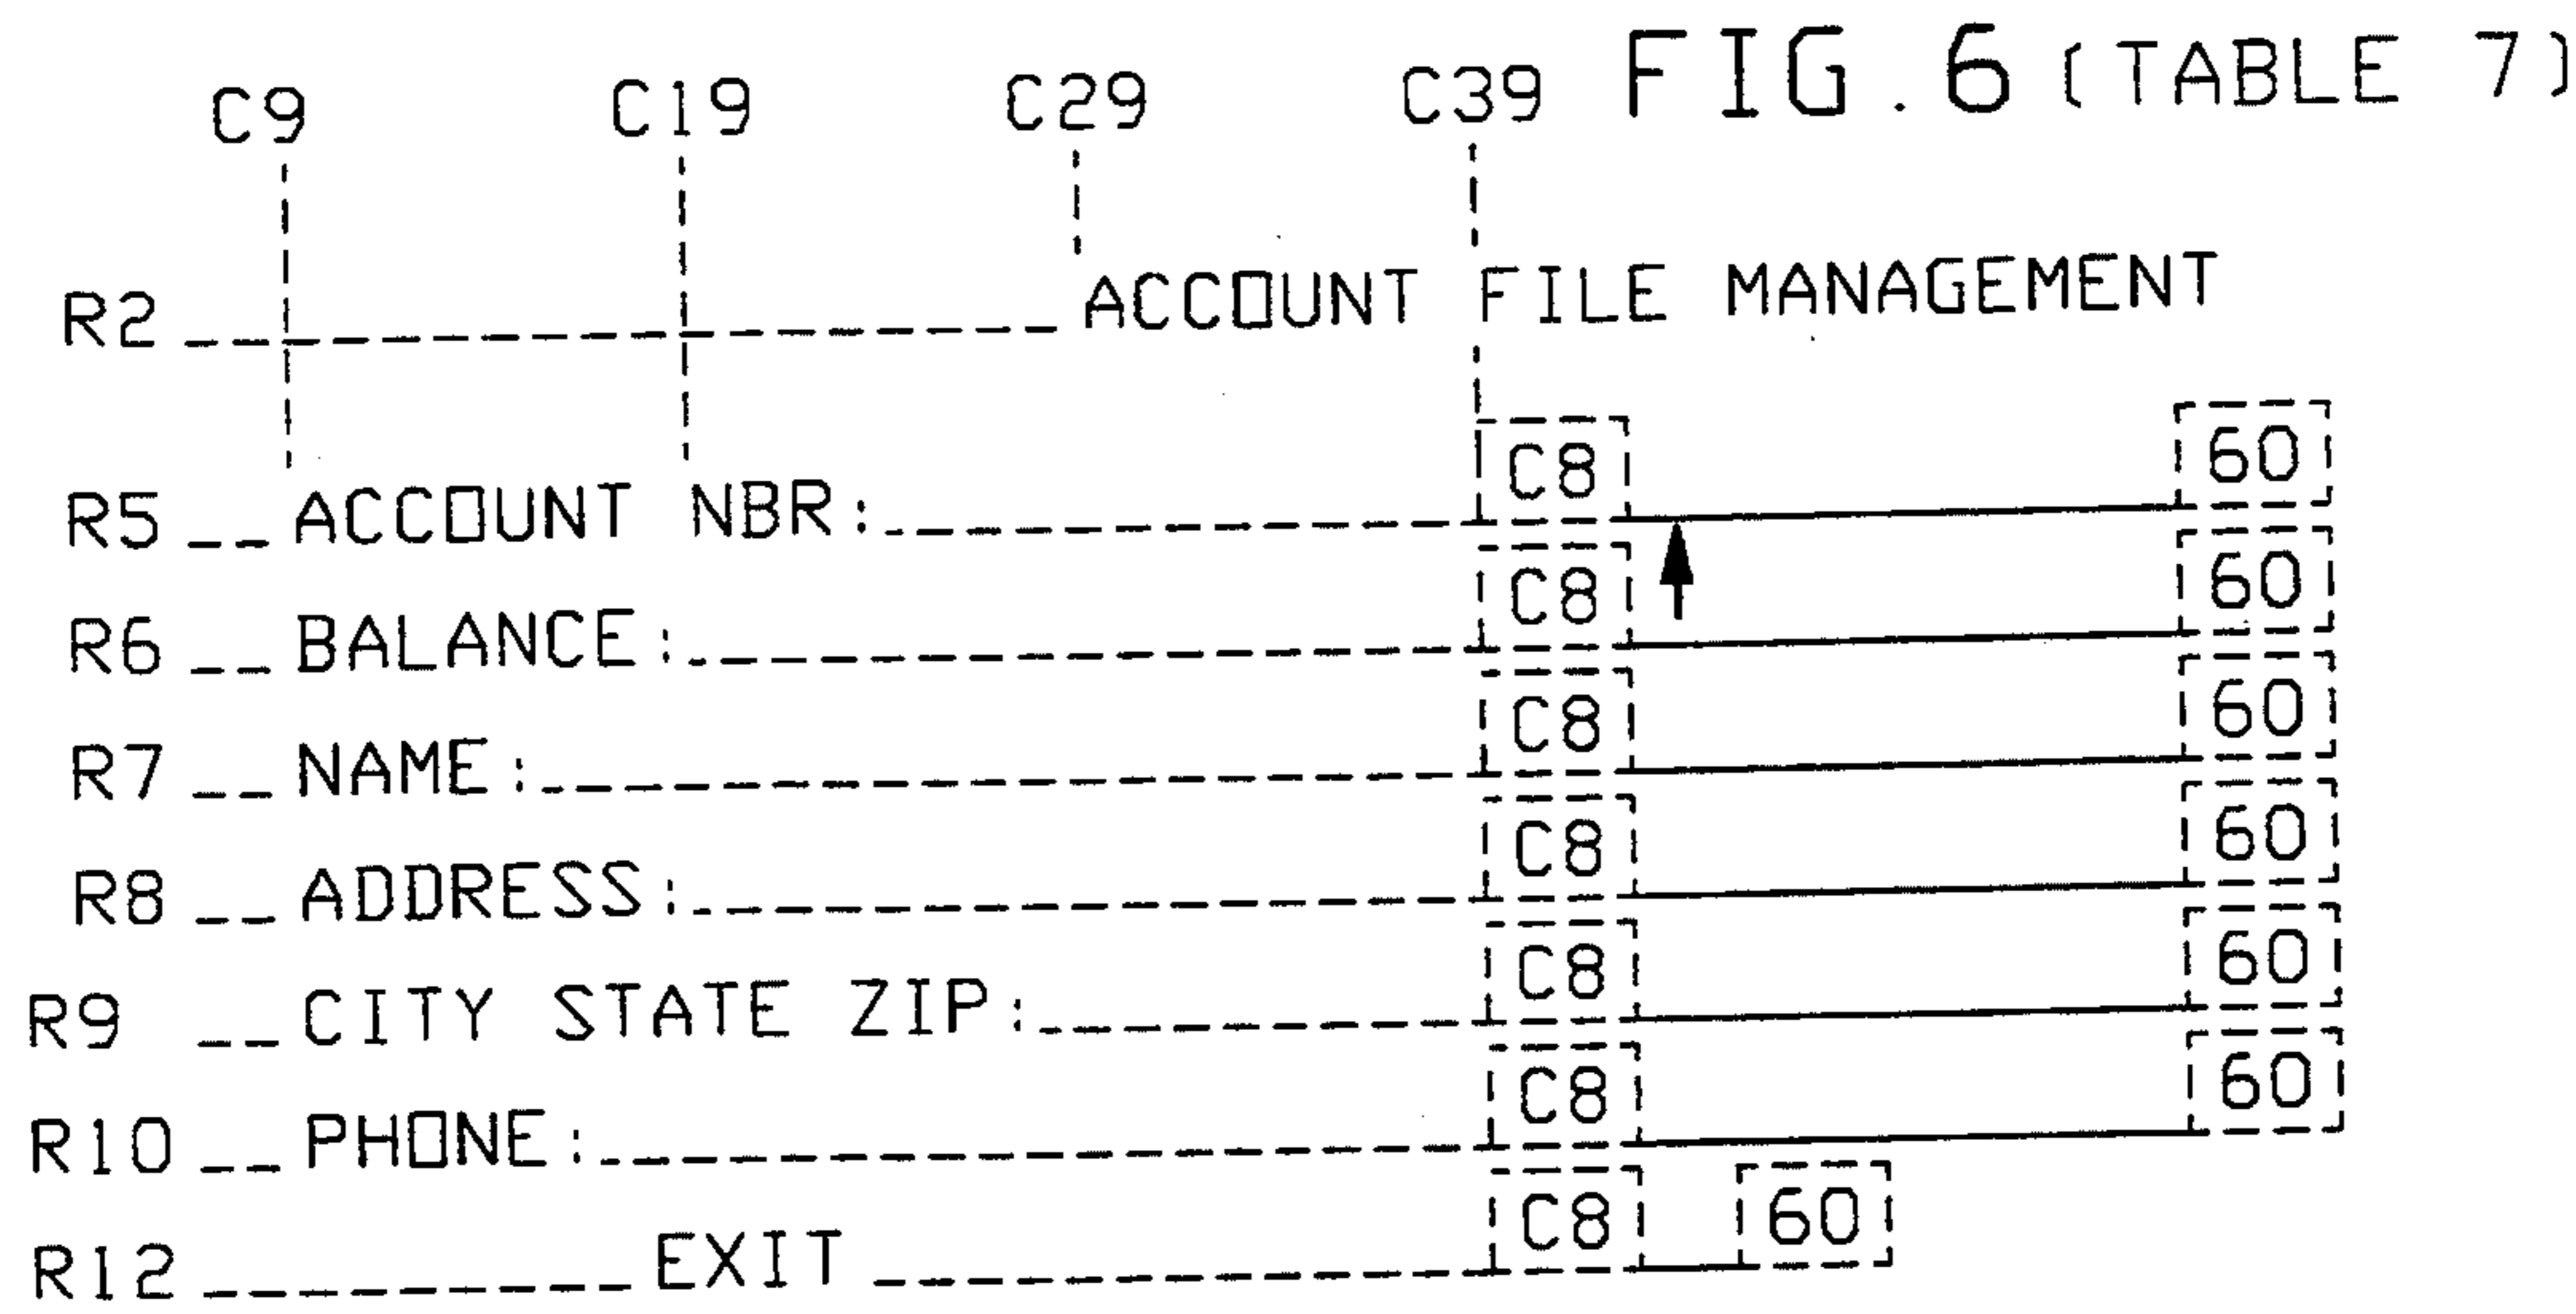 C9 C19 C29 C39 FIG. 6 (TABLE 7)
R2 ACCOUNT FILE MANAGEMENT
R5 ACCOUNT NBR: C8 60
R6 BALANCE: C8 60
R7 NAME: C8 60
R8 ADDRESS: C8 60
R9 CITY STATE ZIP: C8 60
R10 PHONE: C8 60
R12 EXIT C8 60